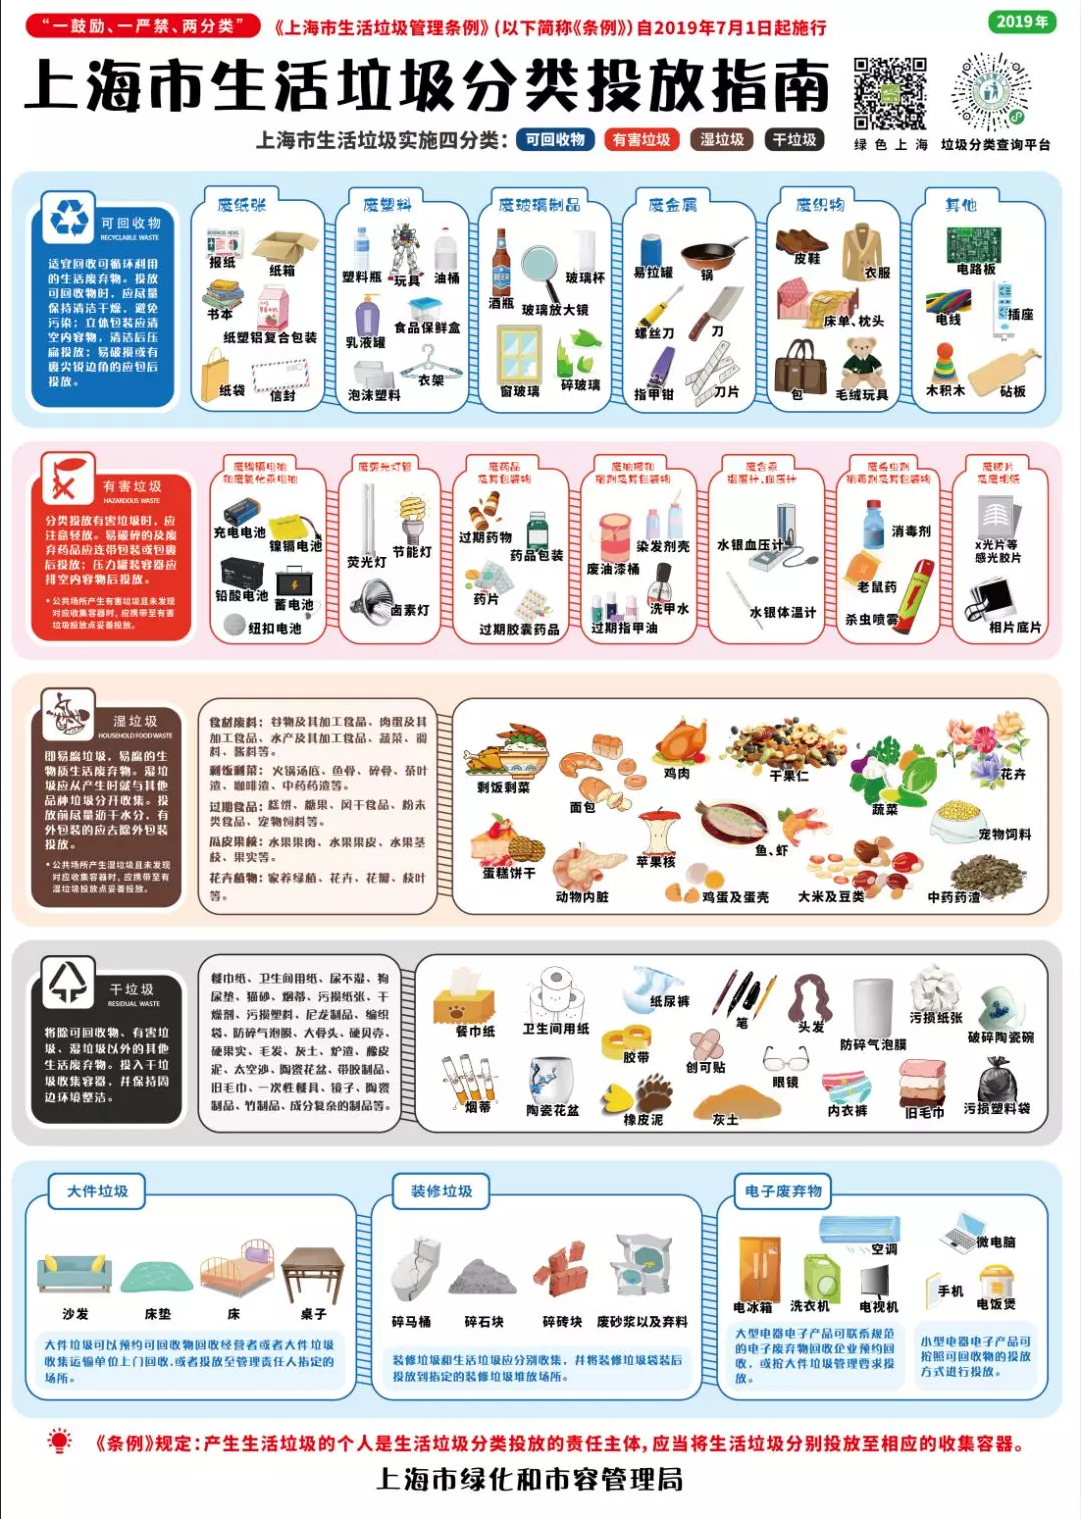 “一鼓励、一严禁、两分类”
《上海市生活垃圾管理条例》（以下简称《条例》）自2019年7月1日起施行
2019年
上海市生活垃圾分类投放指南
上海市生活垃圾实施四分类：
可回收物
有害垃圾
湿垃圾
干垃圾
绿色上海
垃圾分类查询平台
可回收物
RECYCLABLE WASTE
适宜回收可循环利用
的生活废弃物。投放
可回收物时，应尽量
保持清洁干燥，避免
污染；立体包装应清
空内容物，清洁后压
扁投放；易破损或有
尖锐边角的应包后
投放。
废纸张
报纸
纸箱
书本
纸塑铝复合包装
纸袋
信封
废塑料
塑料瓶
玩具
油桶
乳液罐
食品保鲜盒
泡沫塑料
衣架
废玻璃制品
酒瓶
玻璃放大镜
玻璃杯
窗玻璃
碎玻璃
废金属
易拉罐
锅
螺丝刀
刀
指甲钳
刀片
废织物
皮鞋
衣服
床单、枕头
包
毛绒玩具
其他
电路板
电线
插座
木积木
砧板
有害垃圾
HAZARDOUS WASTE
分类投放有害垃圾时，应
注意轻放。易破碎的及废
弃药品应连带包装或包裹
后投放；压力罐装容器应
排空内容物后投放。
• 公共场所产生有害垃圾且未发现
对应收集容器时，应携带至有害
垃圾投放点妥善投放。
废镍镉电池
和废氧化汞电池
充电电池
镍镉电池
铅酸电池
蓄电池
纽扣电池
废荧光灯管
荧光灯
节能灯
卤素灯
废药品
及其包装物
过期药物
药品包装
药片
过期胶囊药品
废油漆和
溶剂及其包装物
废油漆桶
染发剂壳
过期指甲油
洗甲水
废含汞
温度计、血压计
水银血压计
水银体温计
废杀虫剂
消毒剂及其包装物
消毒剂
老鼠药
杀虫喷雾
废胶片
及废相纸
x光片等
感光胶片
相片底片
湿垃圾
HOUSEHOLD FOOD WASTE
即易腐垃圾，易腐的生
物质生活废弃物。湿垃
圾应从产生时就与其他
品种垃圾分开收集。投
放前尽量沥干水分，有
外包装的应去除外包装
投放。
• 公共场所产生湿垃圾且未发现
对应收集容器时，应携带至有
湿垃圾投放点妥善投放。
食材废料：谷物及其加工食品、肉蛋及其
加工食品、水产及其加工食品、蔬菜、调
料、酱料等。
剩饭剩菜：火锅汤底、鱼骨、碎骨、茶叶
渣、咖啡渣、中药药渣等。
过期食品：糕饼、糖果、风干食品、粉末
类食品、宠物饲料等。
瓜皮果核：水果果肉、水果果皮、水果茎
枝、果实等。
花卉植物：家养绿植、花卉、花瓣、枝叶
等。
剩饭剩菜
面包
鸡肉
干果仁
蔬菜
花卉
宠物饲料
蛋糕饼干
动物内脏
苹果核
鱼、虾
鸡蛋及蛋壳
大米及豆类
中药药渣
干垃圾
RESIDUAL WASTE
将除可回收物、有害垃
圾、湿垃圾以外的其他
生活废弃物。投入干垃
圾收集容器，并保持周
边环境整洁。
餐巾纸、卫生间用纸、尿不湿、狗
尿垫、猫砂、烟蒂、污损纸张、干
燥剂、污损塑料、尼龙制品、编织
袋、防碎气泡膜、大骨头、硬贝壳、
硬果实、毛发、灰土、炉渣、橡皮
泥、太空沙、陶瓷花盆、带胶制品、
旧毛巾、一次性餐具、镜子、陶瓷
制品、竹制品、成分复杂的制品等。
餐巾纸
卫生间用纸
纸尿裤
笔
头发
防碎气泡膜
污损纸张
破碎陶瓷碗
胶带
创可贴
眼镜
烟蒂
陶瓷花盆
橡皮泥
灰土
内衣裤
旧毛巾
污损塑料袋
大件垃圾
沙发
床垫
床
桌子
大件垃圾可以预约可回收物回收经营者或者大件垃圾
收集运输单位上门回收，或者投放至管理责任人指定的
场所。
装修垃圾
碎马桶
碎石块
碎砖块
废砂浆以及弃料
装修垃圾和生活垃圾应分别收集，并将装修垃圾袋装后
投放到指定的装修垃圾堆放场所。
电子废弃物
电冰箱
空调
洗衣机
电视机
微电脑
手机
电饭煲
大型电器电子产品可联系规范
的电子废弃物回收企业预约回
收，或按大件垃圾管理要求投
放。
小型电器电子产品可
按照可回收物的投放
方式进行投放。
《条例》规定：产生生活垃圾的个人是生活垃圾分类投放的责任主体，应当将生活垃圾分别投放至相应的收集容器。
上海市绿化和市容管理局